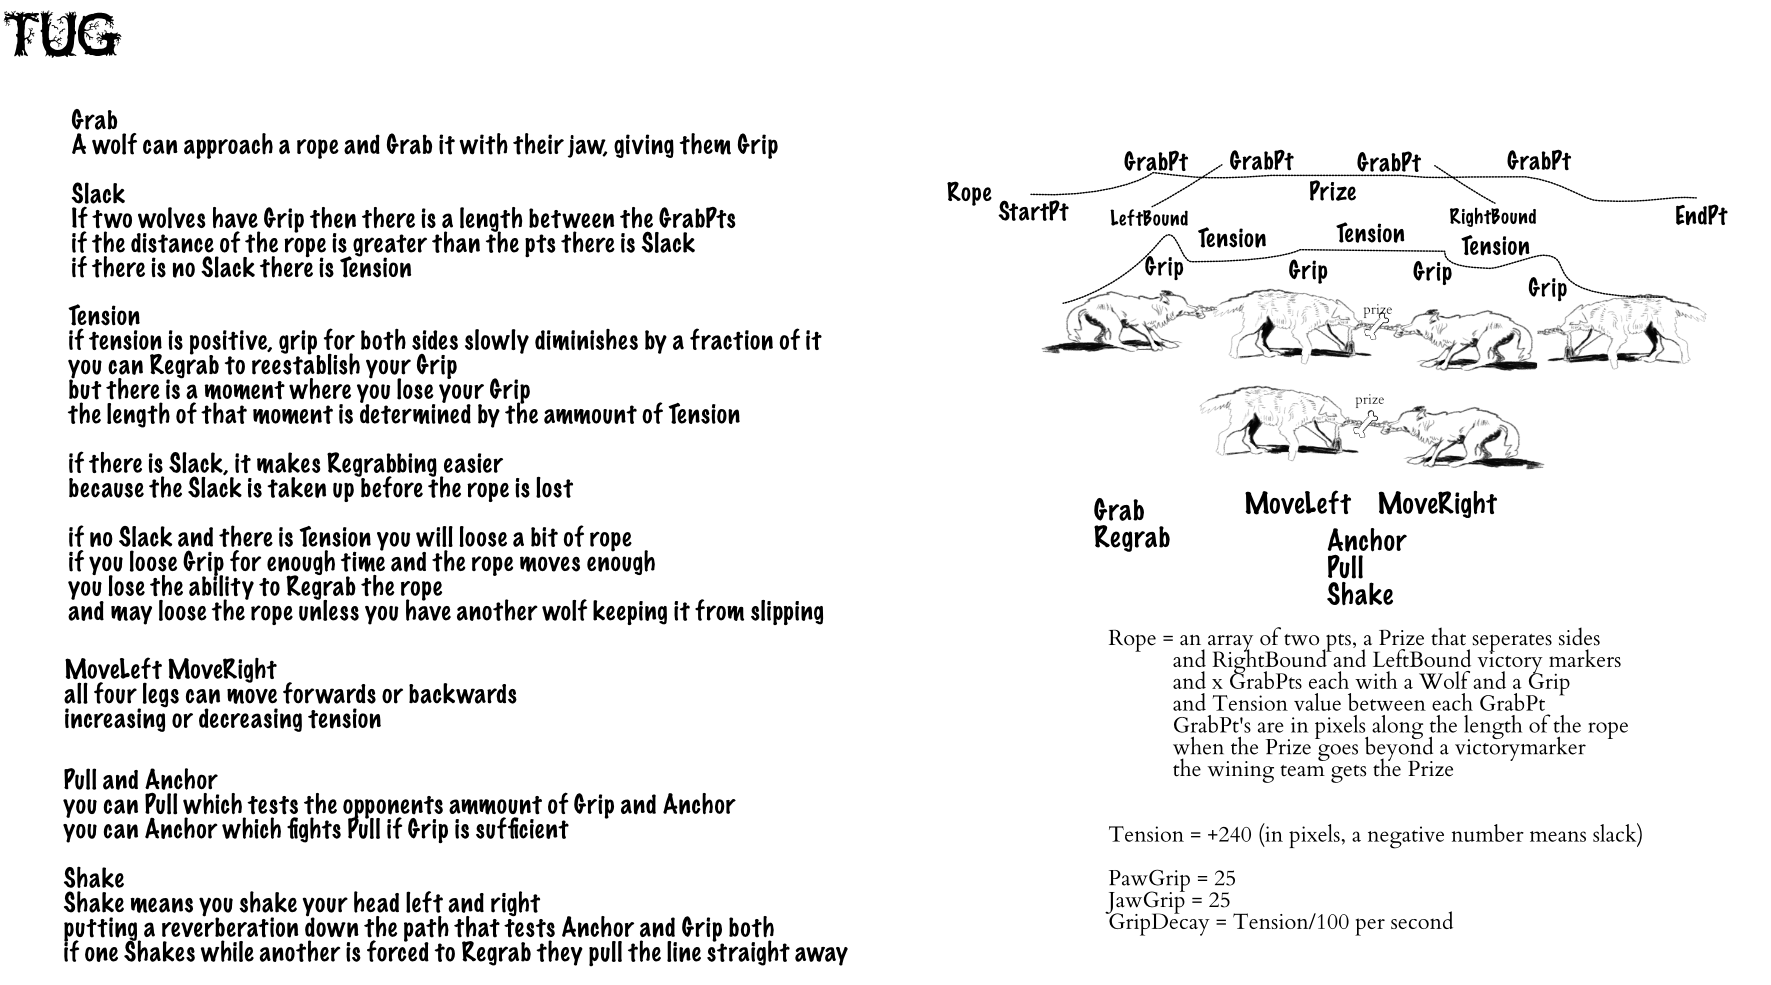 TUG
Grab
A wolf can approach a rope and Grab it with their jaw, giving them Grip
Slack
If two wolves have Grip then there is a length between the GrabPts
if the distance of the rope is greater than the pts there is Slack
if there is no Slack there is Tension
Tension
if tension is positive, grip for both sides slowly diminishes by a fraction of it
you can Regrab to reestablish your Grip
but there is a moment where you lose your Grip
the length of that moment is determined by the ammount of Tension
if there is Slack, it makes Regrabbing easier
because the Slack is taken up before the rope is lost
if no Slack and there is Tension you will loose a bit of rope
if you loose Grip for enough time and the rope moves enough
you lose the ability to Regrab the rope
and may loose the rope unless you have another wolf keeping it from slipping
MoveLeft MoveRight
all four legs can move forwards or backwards
increasing or decreasing tension
Pull and Anchor
you can Pull which tests the opponents ammount of Grip and Anchor
you can Anchor which fights Pull if Grip is sufficient
Shake
Shake means you shake your head left and right
putting a reverberation down the path that tests Anchor and Grip both
if one Shakes while another is forced to Regrab they pull the line straight away
GrabPt GrabPt GrabPt GrabPt
Rope
StartPt
Prize
LeftBound
RightBound
EndPt
Tension
Tension
Tension
Grip
Grip
Grip
Grip
prize
prize
Grab
Regrab
MoveLeft MoveRight
Anchor
Pull
Shake
Rope = an array of two pts, a Prize that seperates sides
and RightBound and LeftBound victory markers
and x GrabPts each with a Wolf and a Grip
and Tension value between each GrabPt
GrabPt's are in pixels along the length of the rope
when the Prize goes beyond a victorymarker
the wining team gets the Prize
Tension = +240 (in pixels, a negative number means slack)
PawGrip = 25
JawGrip = 25
GripDecay = Tension/100 per second